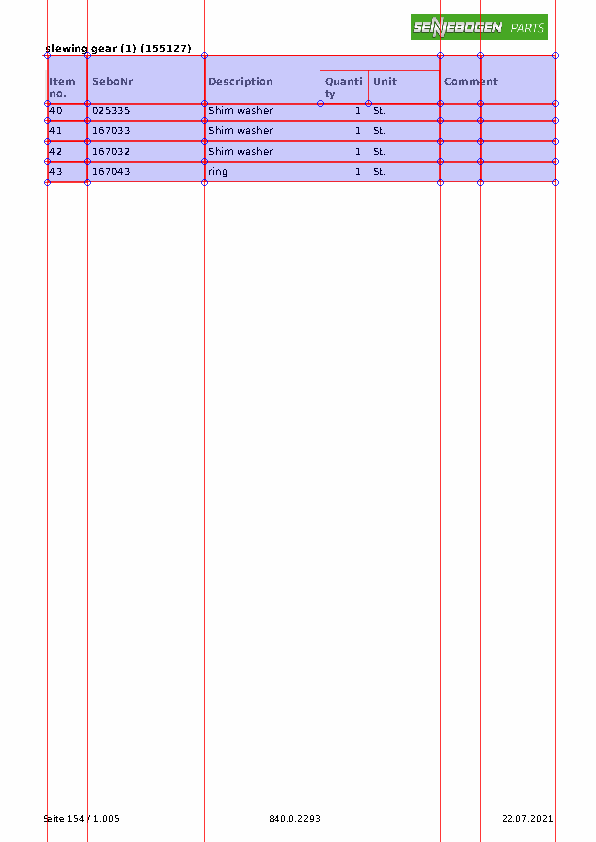 SENNEBOGEN PARTS
slewing gear (1) (155127)
Item no. SeboNr Description Quantity Unit Comment
40 025335 Shim washer 1 St.
41 167033 Shim washer 1 St.
42 167032 Shim washer 1 St.
43 167043 ring 1 St.
Seite 154 / 1.005 840.0.2293 22.07.2021